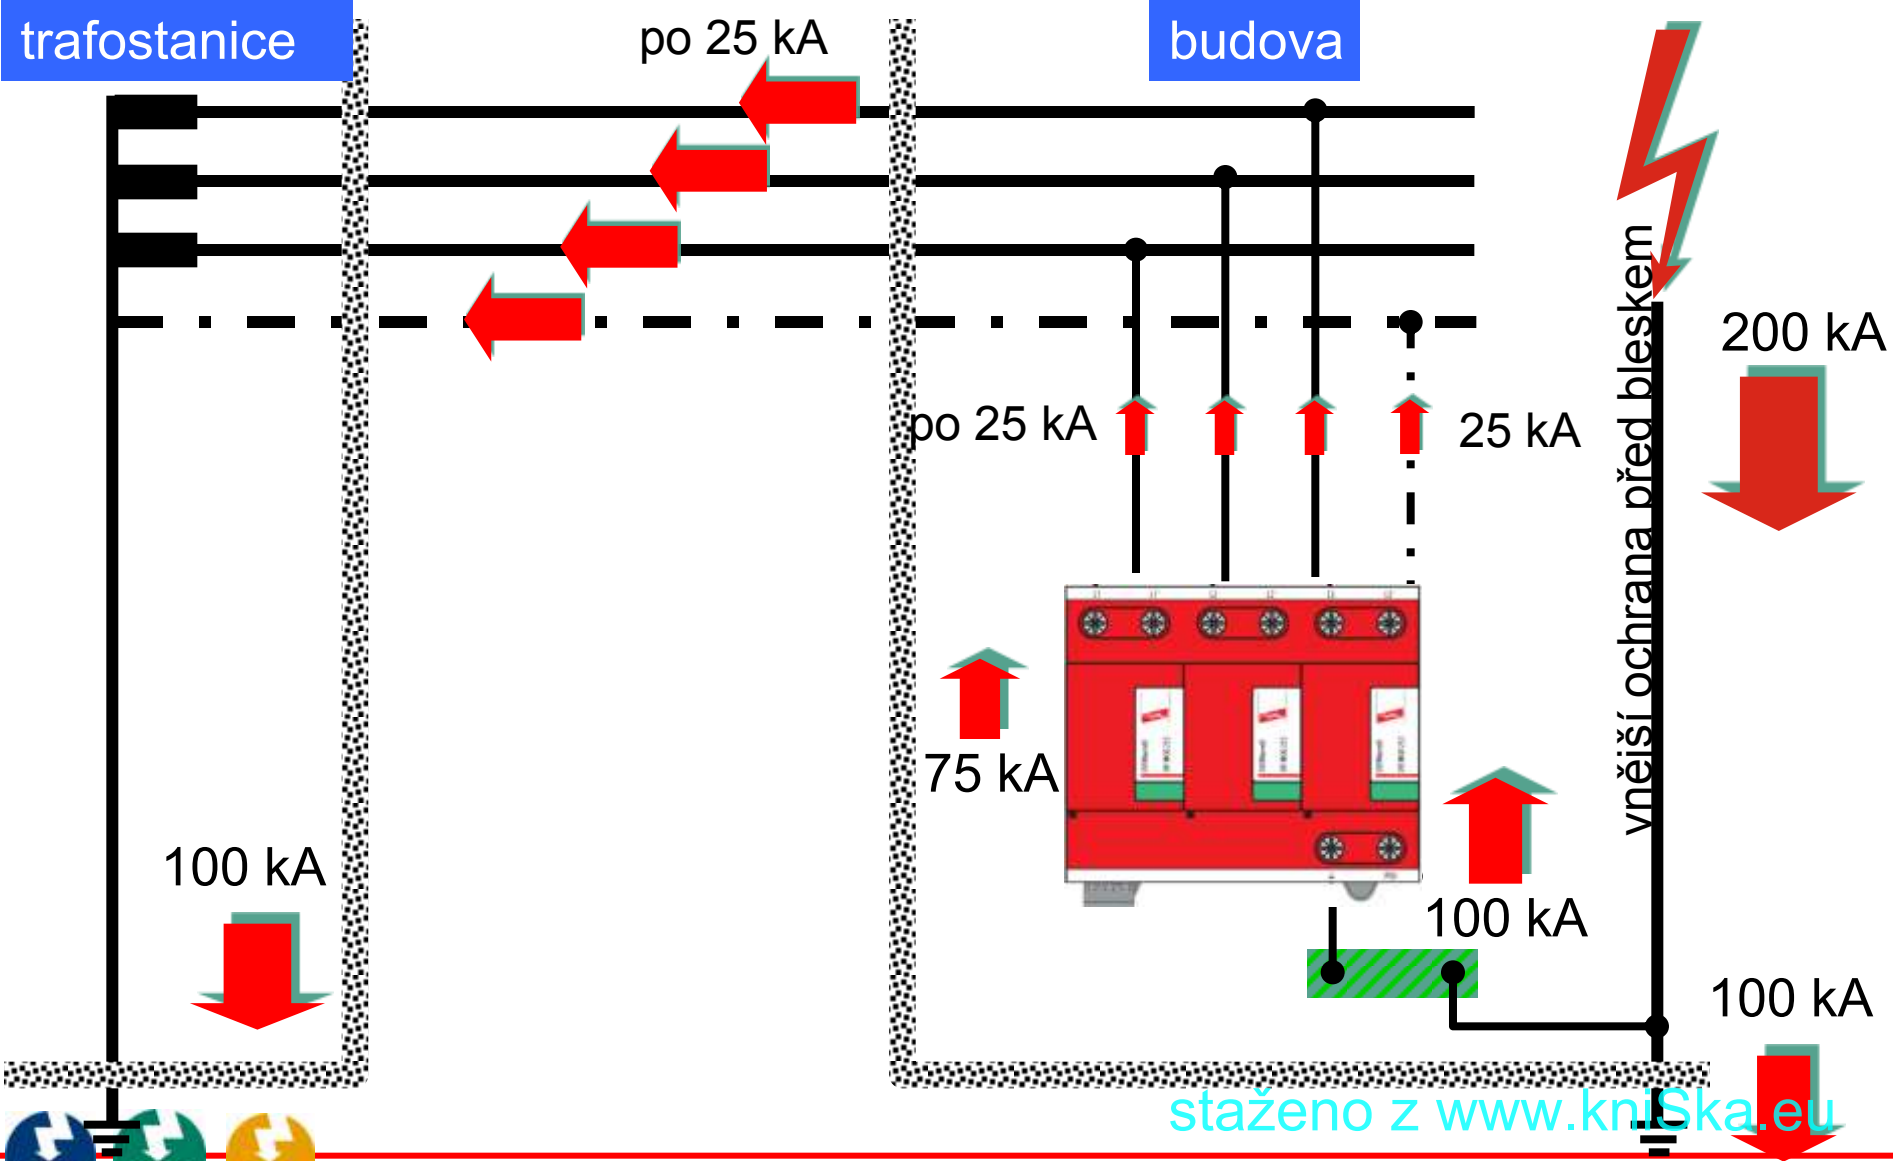 trafostanice
po 25 kA
budova
200 kA
po 25 kA
25 kA
vnější ochrana před bleskem
75 kA
100 kA
100 kA
100 kA
staženo z www.kniSka.eu